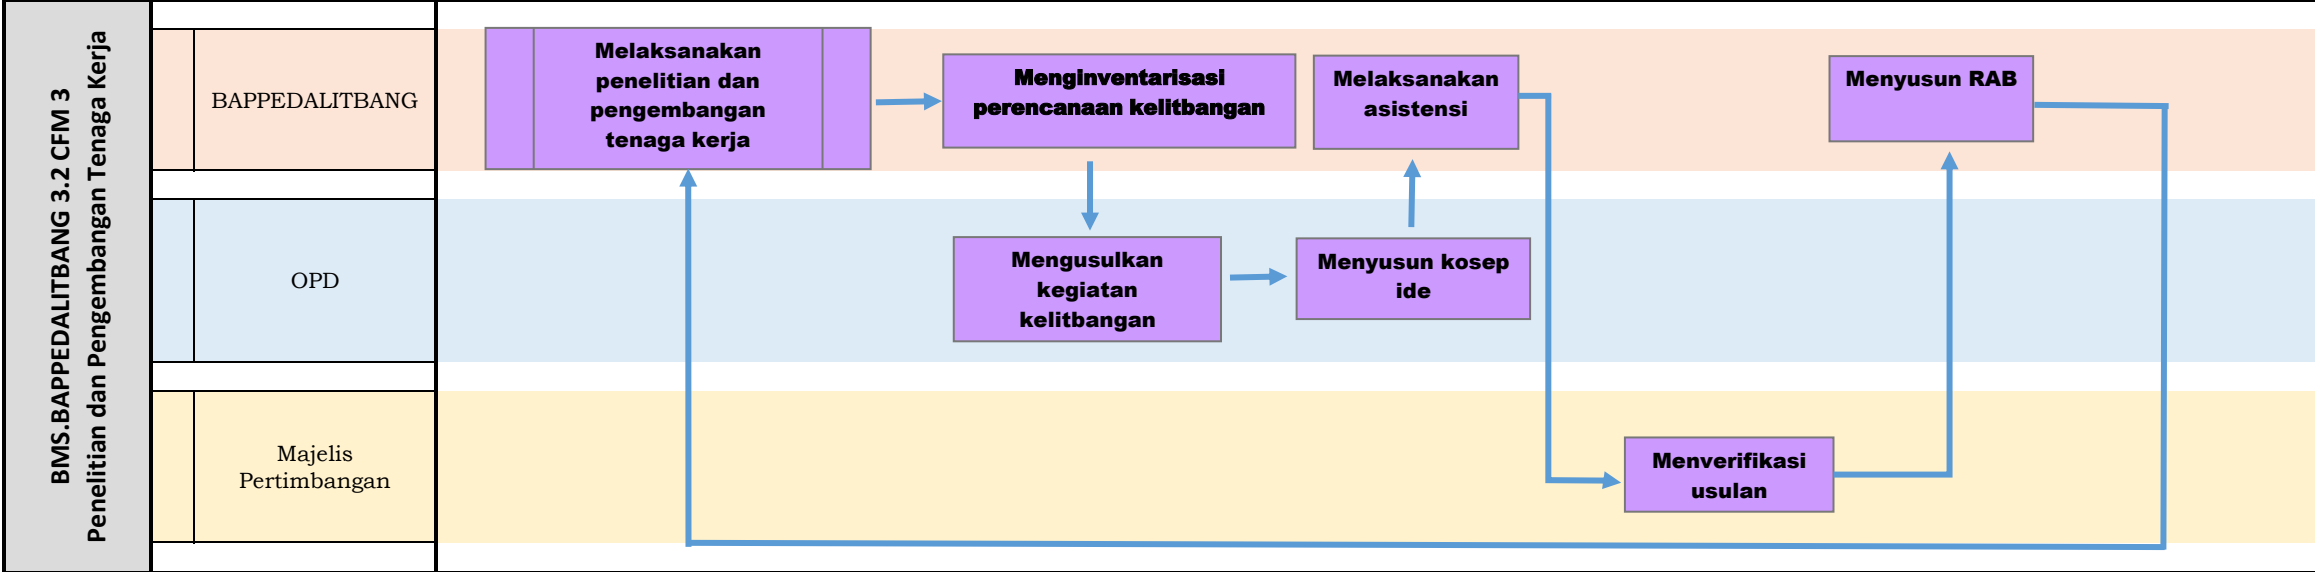 BMS.BAPPEDALITBANG 3.2 CFM 3
Penelitian dan Pengembangan Tenaga Kerja
BAPPEDALITBANG
Melaksanakan
penelitian dan
pengembangan
tenaga kerja
Menginventarisasi
perencanaan kelitbangan
Melaksanakan
asistensi
Menyusun RAB
OPD
Mengusulkan
kegiatan
kelitbangan
Menyusun kosep
ide
Majelis
Pertimbangan
Menverifikasi
usulan